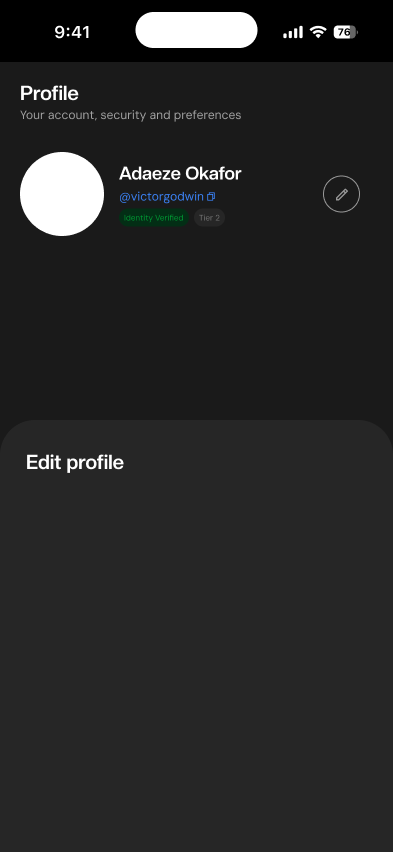 9:41
76
Profile
Your account, security and preferences
Adaeze Okafor
@victorgodwin
Identity Verified
Tier 2
Edit profile